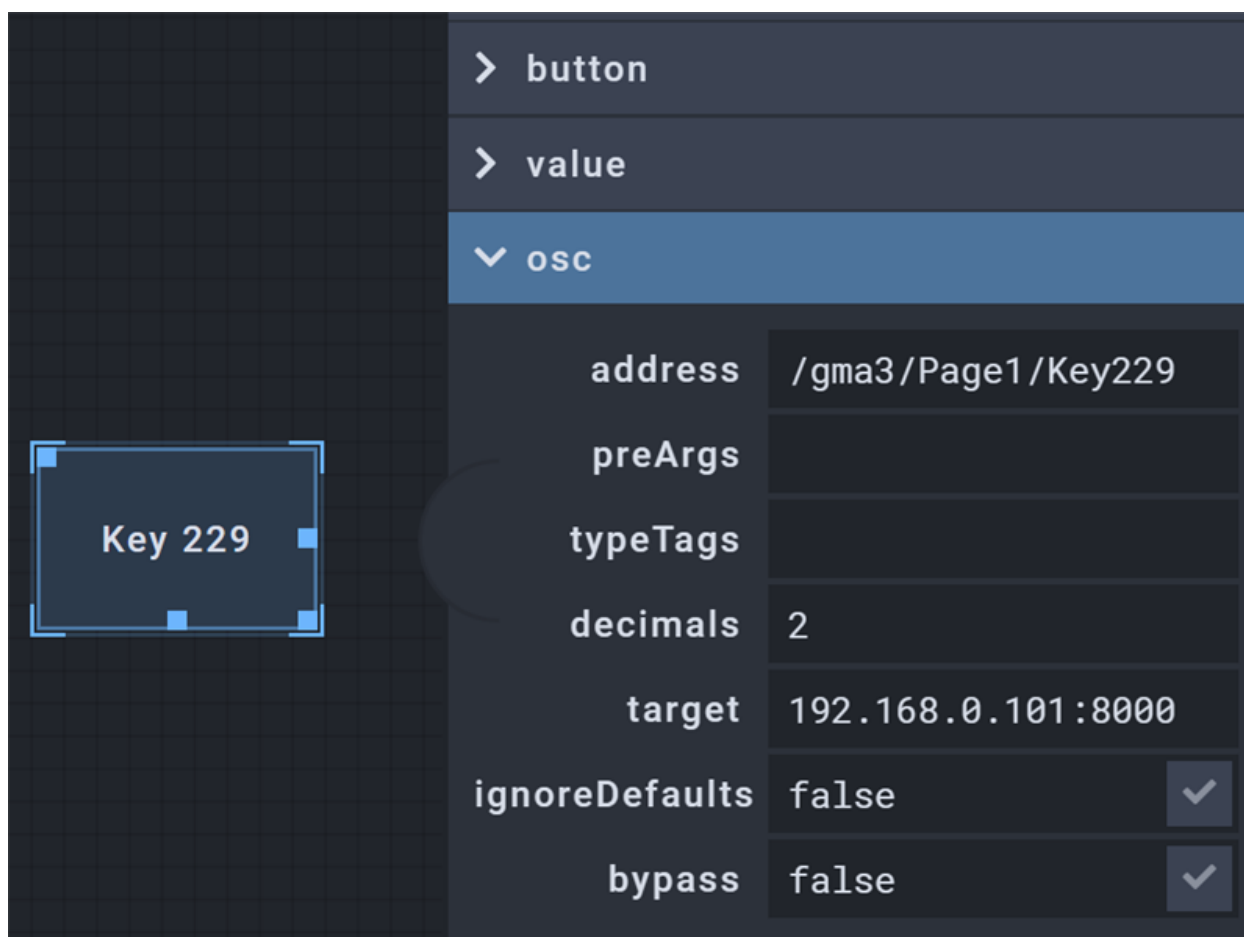 button
value
osc
address /gma3/Page1/Key229
preArgs
Key 229
typeTags
decimals 2
target 192.168.0.101:8000
ignoreDefaults false
bypass false